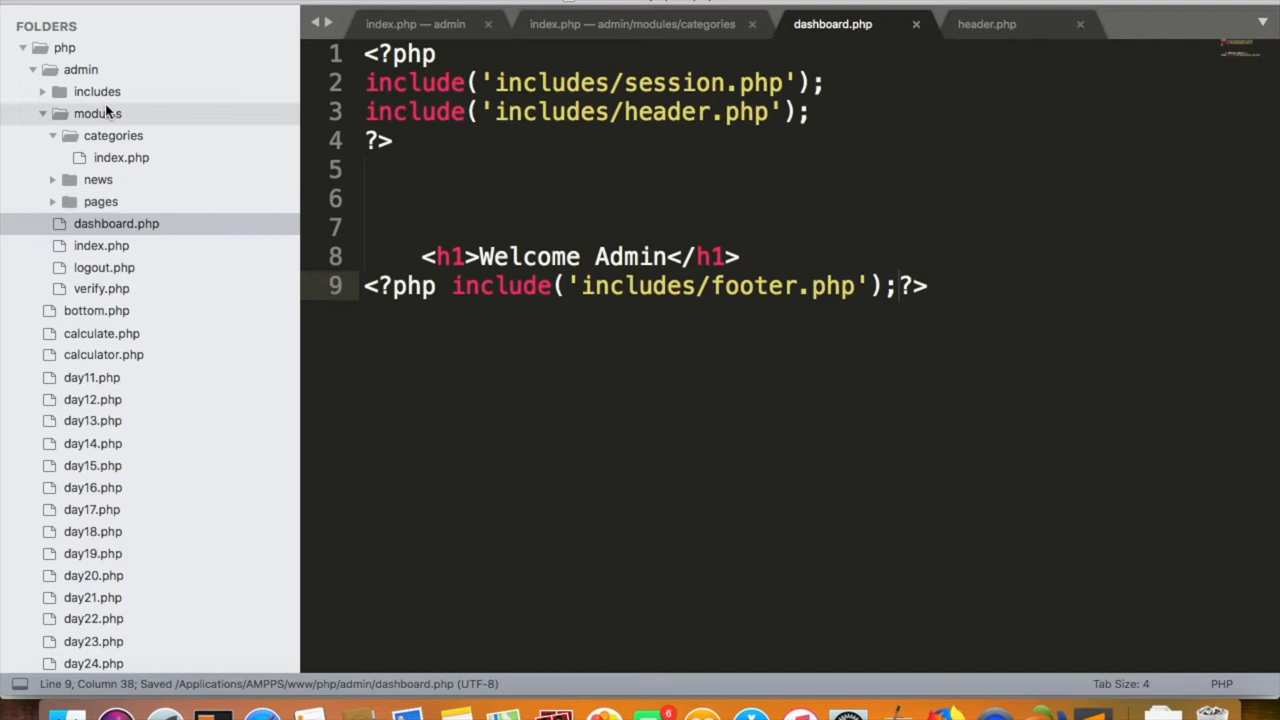 FOLDERS
php
admin
includes
modules
categories
index.php
news
pages
dashboard.php
index.php
logout.php
verify.php
bottom.php
calculate.php
calculator.php
day11.php
day12.php
day13.php
day14.php
day15.php
day16.php
day17.php
day18.php
day19.php
day20.php
day21.php
day22.php
day23.php
day24.php
index.php — admin
index.php — admin/modules/categories
dashboard.php
header.php
1 <?php
2 include('includes/session.php');
3 include('includes/header.php');
4 ?>
5
6
7
8 <h1>Welcome Admin</h1>
9 <?php include('includes/footer.php');?>
Line 9, Column 38; Saved /Applications/AMPPS/www/php/admin/dashboard.php (UTF-8)
Tab Size: 4
PHP
6